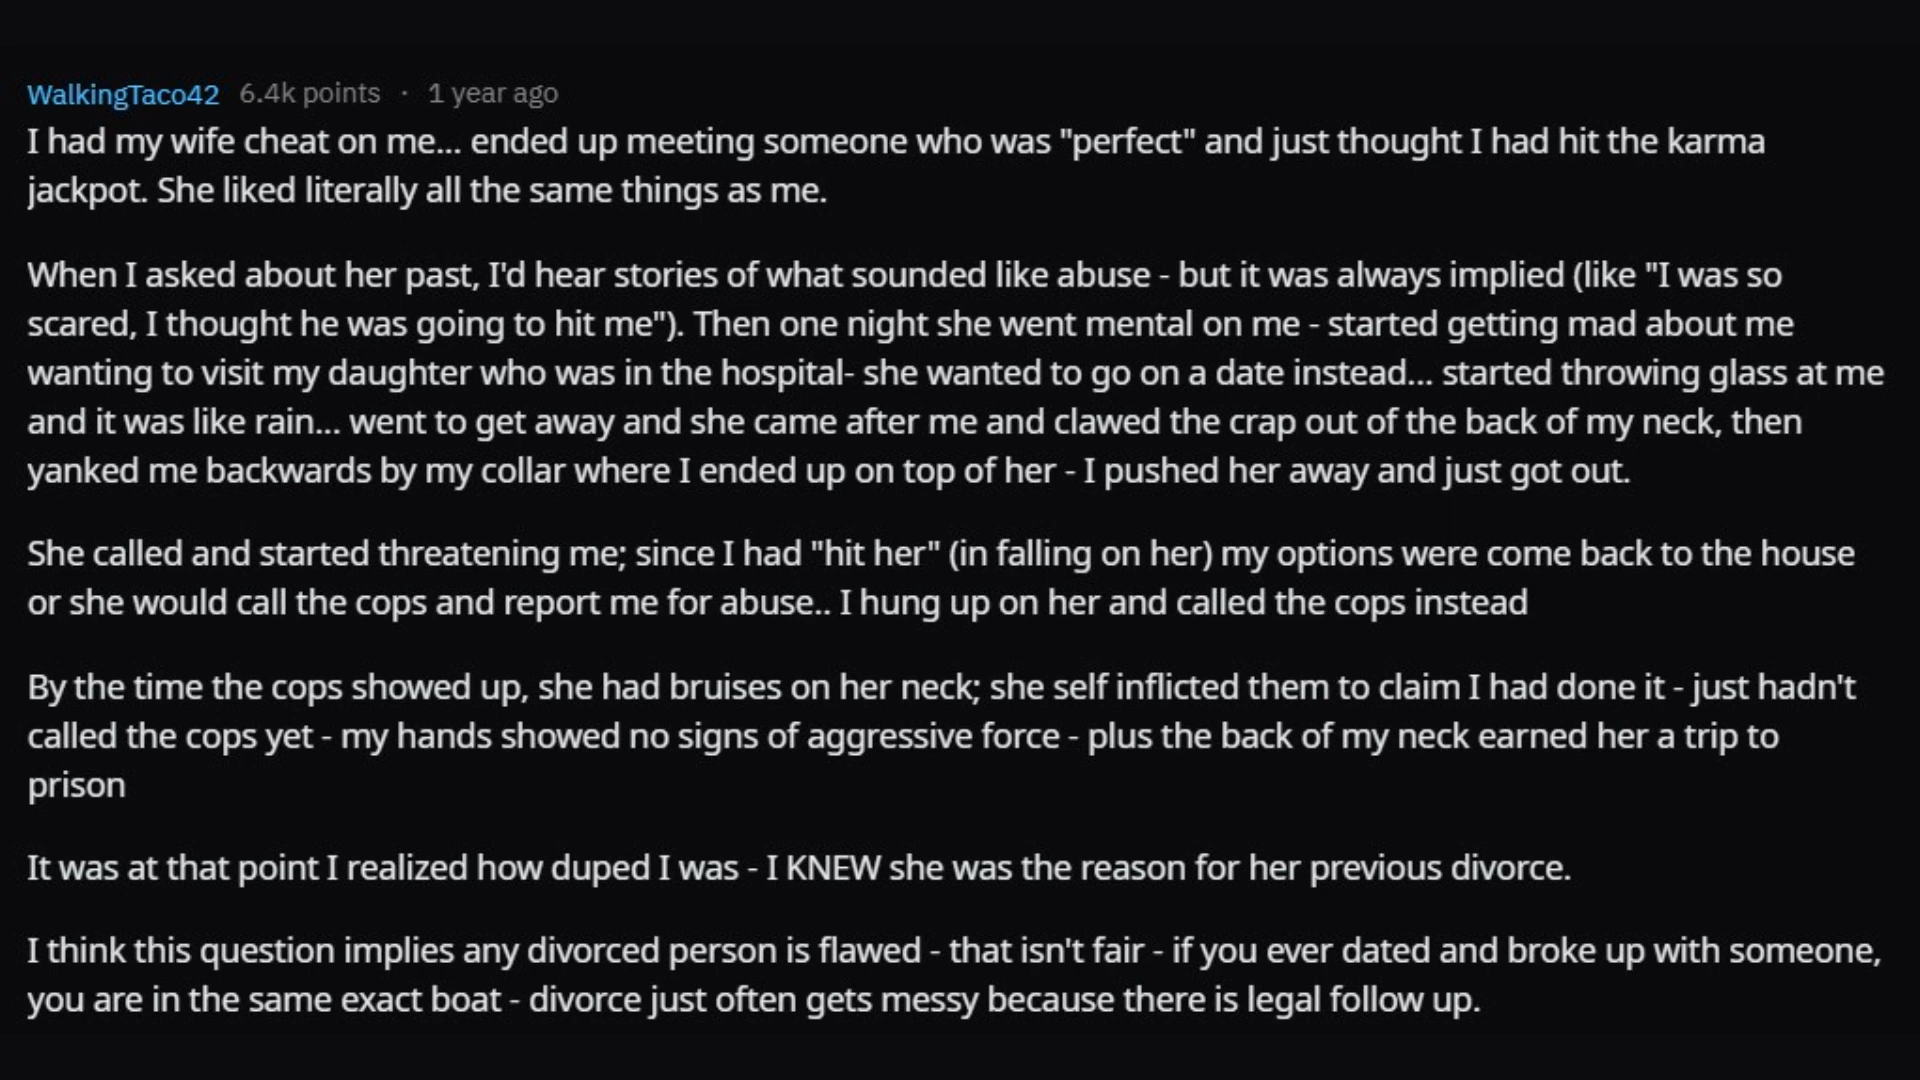 WalkingTaco42 6.4k points · 1 year ago
I had my wife cheat on me... ended up meeting someone who was "perfect" and just thought I had hit the karma
jackpot. She liked literally all the same things as me.
When I asked about her past, I'd hear stories of what sounded like abuse - but it was always implied (like "I was so
scared, I thought he was going to hit me"). Then one night she went mental on me - started getting mad about me
wanting to visit my daughter who was in the hospital- she wanted to go on a date instead... started throwing glass at me
and it was like rain... went to get away and she came after me and clawed the crap out of the back of my neck, then
yanked me backwards by my collar where I ended up on top of her - I pushed her away and just got out.
She called and started threatening me; since I had "hit her" (in falling on her) my options were come back to the house
or she would call the cops and report me for abuse.. I hung up on her and called the cops instead
By the time the cops showed up, she had bruises on her neck; she self inflicted them to claim I had done it - just hadn't
called the cops yet - my hands showed no signs of aggressive force - plus the back of my neck earned her a trip to
prison
It was at that point I realized how duped I was - I KNEW she was the reason for her previous divorce.
I think this question implies any divorced person is flawed - that isn't fair - if you ever dated and broke up with someone,
you are in the same exact boat - divorce just often gets messy because there is legal follow up.